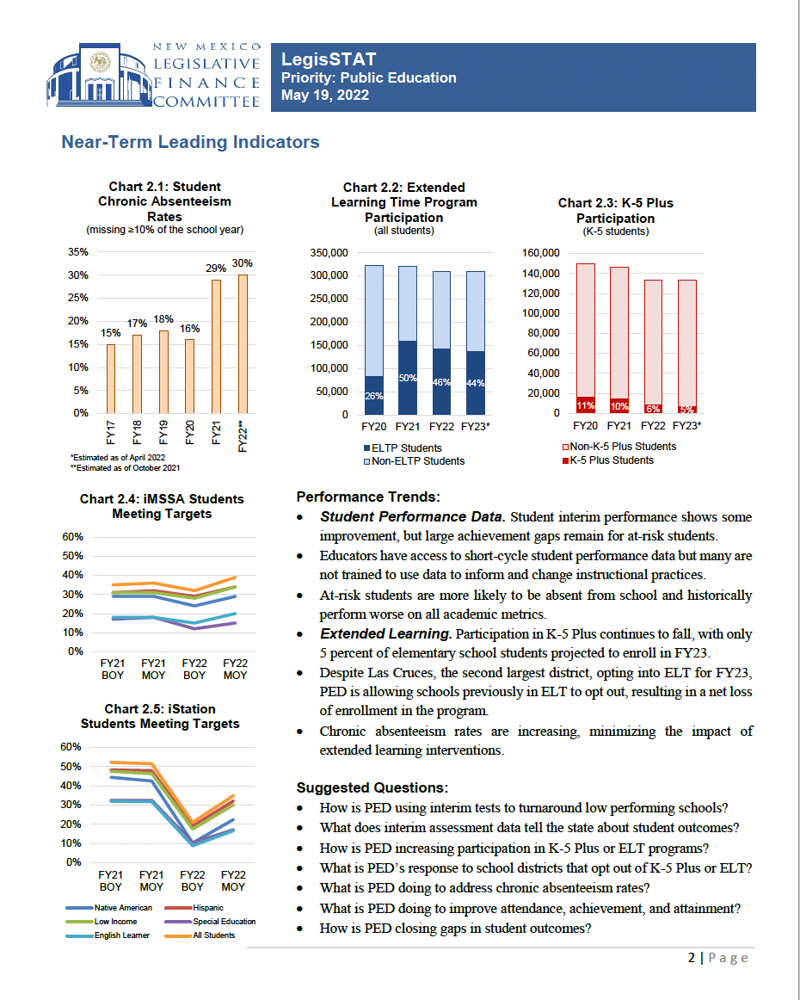 NEW MEXICO
LEGISLATIVE
FINANCE
COMMITTEE
LegisSTAT
Priority: Public Education
May 19, 2022
Near-Term Leading Indicators
Chart 2.1: Student
Chronic Absenteeism
Rates
(missing ≥10% of the school year)
35%
30%
25%
20%
15%
10%
5%
0%
15%
17%
18%
16%
29%
30%
FY17
FY18
FY19
FY20
FY21
FY22**
*Estimated as of April 2022
**Estimated as of October 2021
Chart 2.2: Extended
Learning Time Program
Participation
(all students)
350,000
300,000
250,000
200,000
150,000
100,000
50,000
0
26%
50%
46%
44%
FY20 FY21 FY22 FY23*
ELTP Students
Non-ELTP Students
Chart 2.3: K-5 Plus
Participation
(K-5 students)
160,000
140,000
120,000
100,000
80,000
60,000
40,000
20,000
0
11%
10%
6%
5%
FY20 FY21 FY22 FY23*
Non-K-5 Plus Students
K-5 Plus Students
Chart 2.4: iMSSA Students
Meeting Targets
60%
50%
40%
30%
20%
10%
0%
FY21 FY21 FY22 FY22
BOY MOY BOY MOY
Chart 2.5: iStation
Students Meeting Targets
60%
50%
40%
30%
20%
10%
0%
FY21 FY21 FY22 FY22
BOY MOY BOY MOY
Native American Hispanic
Low Income Special Education
English Learner All Students
Performance Trends:
• Student Performance Data. Student interim performance shows some
improvement, but large achievement gaps remain for at-risk students.
• Educators have access to short-cycle student performance data but many are
not trained to use data to inform and change instructional practices.
• At-risk students are more likely to be absent from school and historically
perform worse on all academic metrics.
• Extended Learning. Participation in K-5 Plus continues to fall, with only
5 percent of elementary school students projected to enroll in FY23.
• Despite Las Cruces, the second largest district, opting into ELT for FY23,
PED is allowing schools previously in ELT to opt out, resulting in a net loss
of enrollment in the program.
• Chronic absenteeism rates are increasing, minimizing the impact of
extended learning interventions.
Suggested Questions:
• How is PED using interim tests to turnaround low performing schools?
• What does interim assessment data tell the state about student outcomes?
• How is PED increasing participation in K-5 Plus or ELT programs?
• What is PED’s response to school districts that opt out of K-5 Plus or ELT?
• What is PED doing to address chronic absenteeism rates?
• What is PED doing to improve attendance, achievement, and attainment?
• How is PED closing gaps in student outcomes?
2 | Page